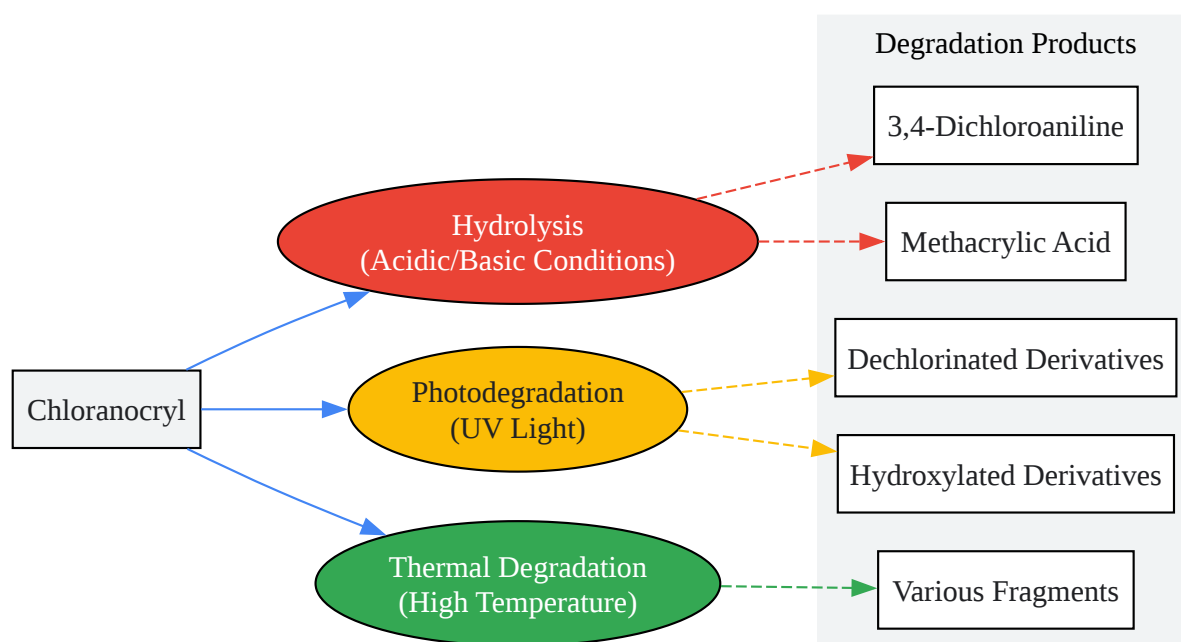 Chloranocryl
Hydrolysis
(Acidic/Basic Conditions)
Photodegradation
(UV Light)
Thermal Degradation
(High Temperature)
Degradation Products
3,4-Dichloroaniline
Methacrylic Acid
Dechlorinated Derivatives
Hydroxylated Derivatives
Various Fragments